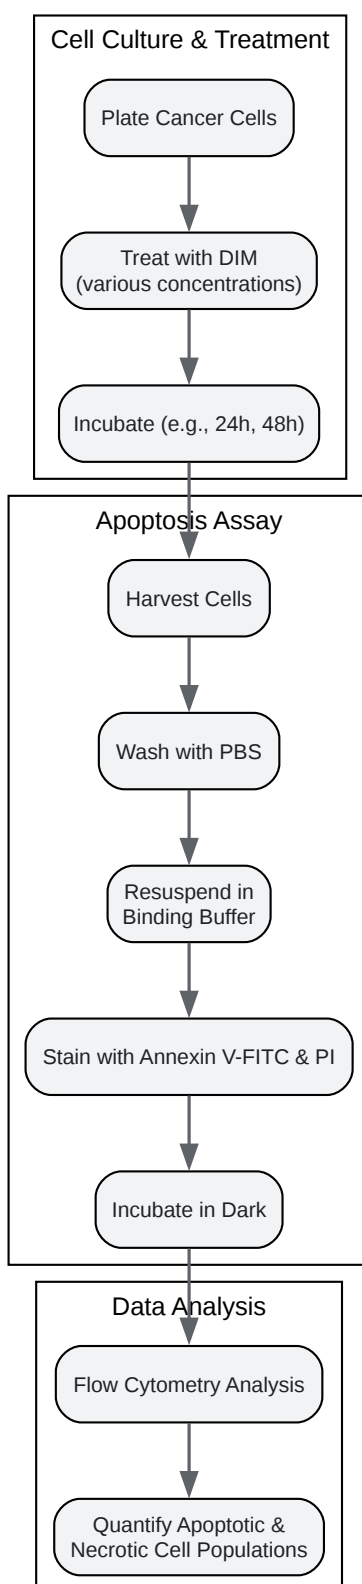 Cell Culture & Treatment
Plate Cancer Cells
Treat with DIM
(various concentrations)
Incubate (e.g., 24h, 48h)
Apoptosis Assay
Harvest Cells
Wash with PBS
Resuspend in
Binding Buffer
Stain with Annexin V-FITC & PI
Incubate in Dark
Data Analysis
Flow Cytometry Analysis
Quantify Apoptotic &
Necrotic Cell Populations